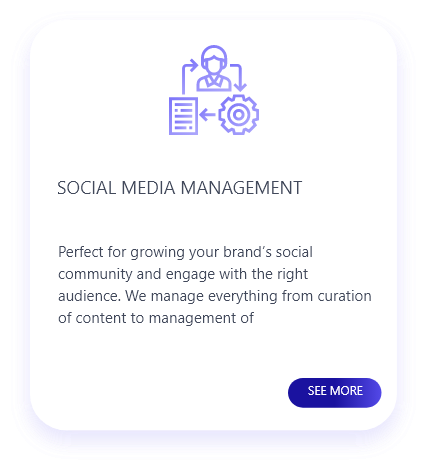 SOCIAL MEDIA MANAGEMENT
Perfect for growing your brand's social
community and engage with the right
audience. We manage everything from curation
of content to management of
SEE MORE